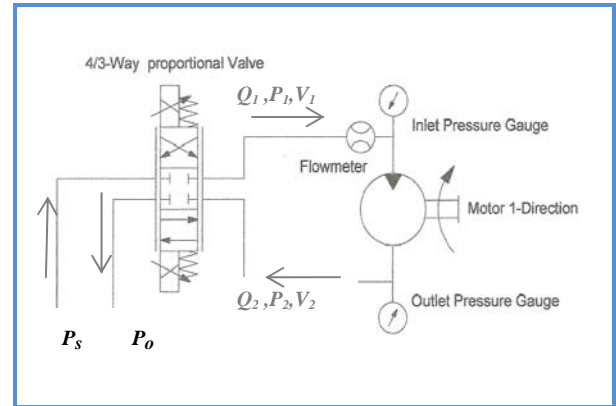 4/3-Way proportional Valve
Q1 ,P1,V1
Inlet Pressure Gauge
Flowmeter
Motor 1-Direction
Q2 ,P2,V2
Outlet Pressure Gauge
Ps Po